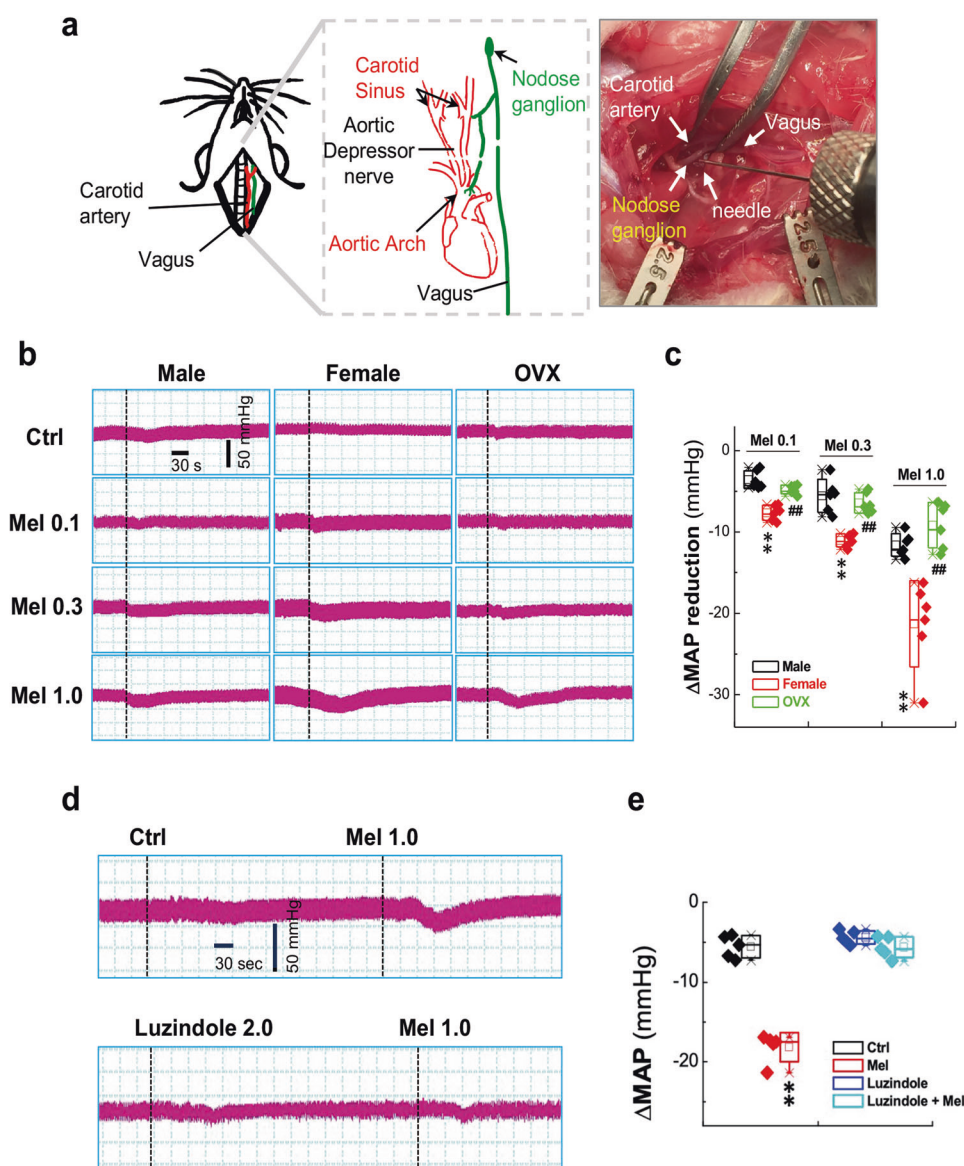 a
Carotid
artery
Vagus
Carotid
Sinus
Aortic
Depressor
nerve
Aortic Arch
Nodose
ganglion
Vagus
Carotid
artery
Vagus
Nodose
ganglion
needle
2.5
2.5
b
Male
Female
OVX
Ctrl
30 s
50 mmHg
Mel 0.1
Mel 0.3
Mel 1.0
c
ΔMAP reduction (mmHg)
0
-10
-20
-30
Mel 0.1
Mel 0.3
Mel 1.0
**
##
**
##
**
##
Male
Female
OVX
d
Ctrl
Mel 1.0
30 sec
50 mmHg
Luzindole 2.0
Mel 1.0
e
ΔMAP (mmHg)
0
-10
-20
**
Ctrl
Mel
Luzindole
Luzindole + Mel